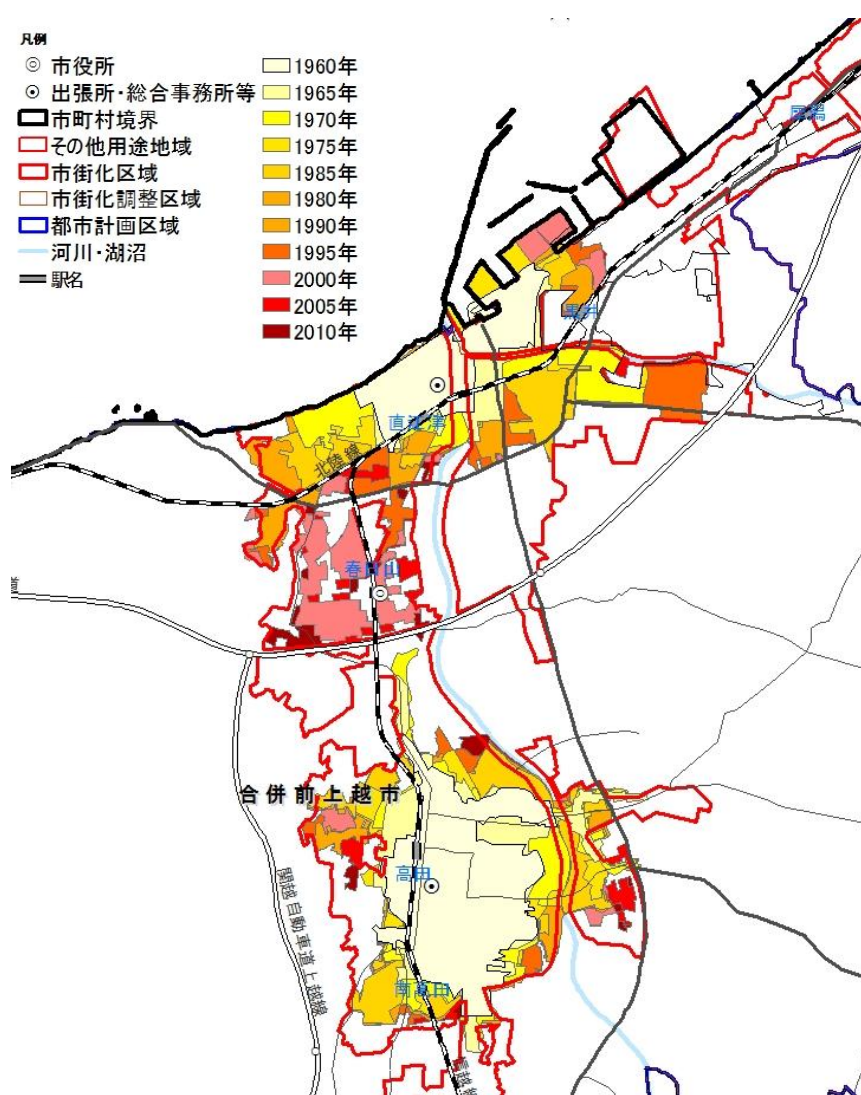 凡例
市役所
出張所・総合事務所等
市町村境界
その他用途地域
市街化区域
市街化調整区域
都市計画区域
河川・湖沼
駅名
1960年
1965年
1970年
1975年
1985年
1980年
1990年
1995年
2000年
2005年
2010年
黒井
直江津
北陸線
春日山
合併前上越市
高田
関越自動車道上越線
南高田
信越線